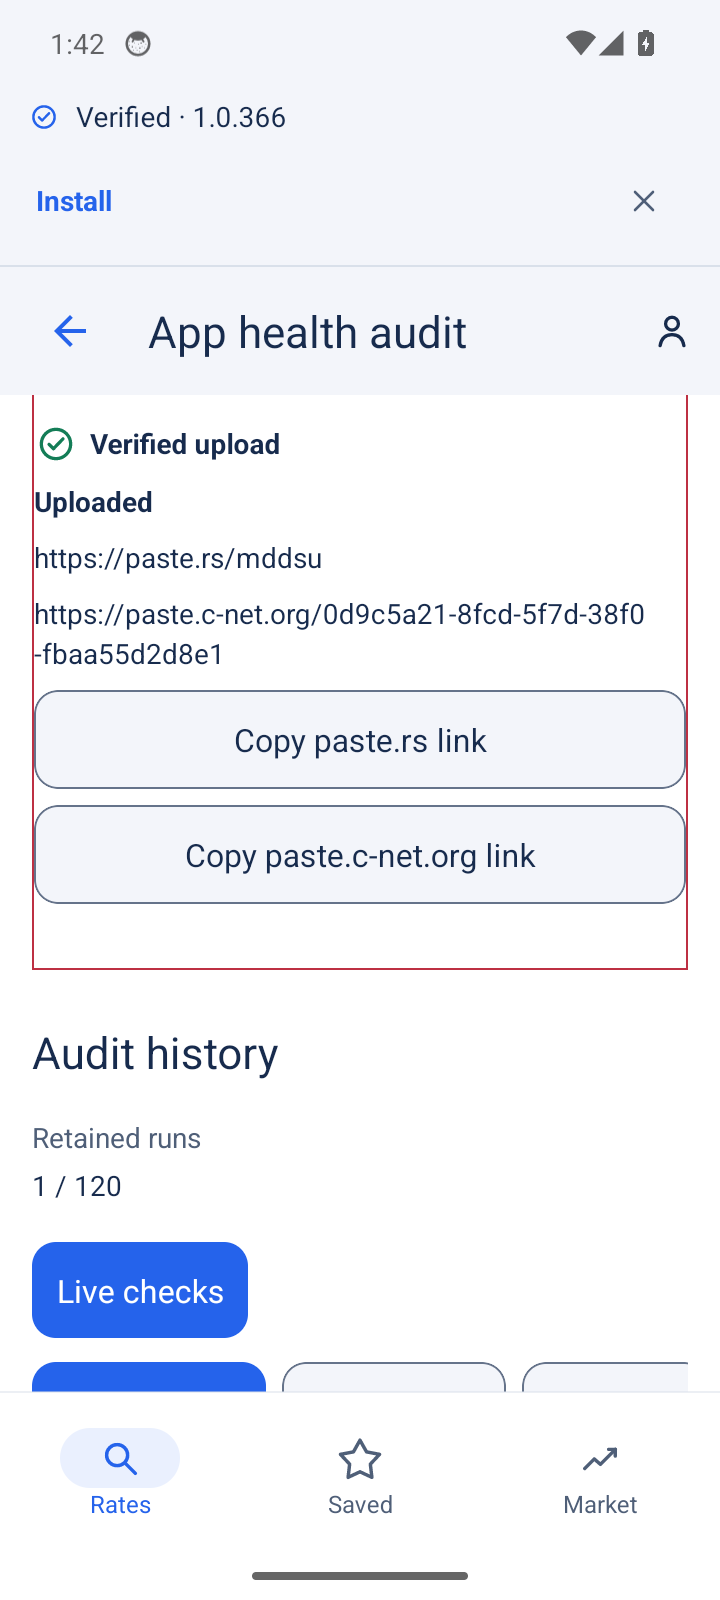 1:42
Verified · 1.0.366
Install
App health audit
Verified upload
Uploaded
https://paste.rs/mddsu
https://paste.c-net.org/0d9c5a21-8fcd-5f7d-38f0
-fbaa55d2d8e1
Copy paste.rs link
Copy paste.c-net.org link
Audit history
Retained runs
1 / 120
Live checks
Rates
Saved
Market